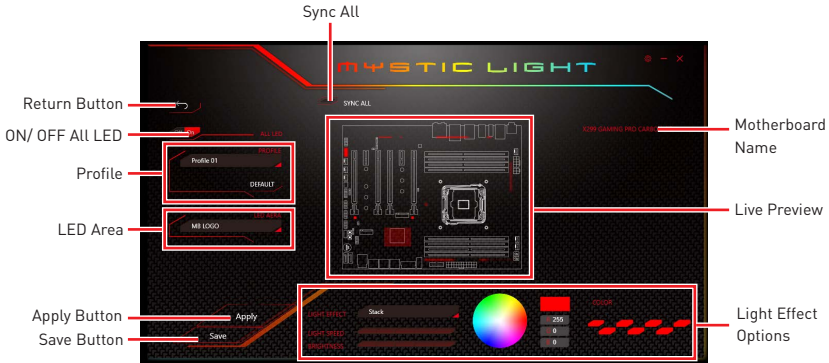 Sync All
MYSTIC LIGHT
Return Button
SYNC ALL
ON/ OFF All LED
ON
ALL LED
X299 GAMING PRO CARBON
Motherboard
Name
Profile
PROFILE
Profile 01
DEFAULT
LED Area
LED AREA
MB LOGO
Live Preview
Apply Button
Apply
Save Button
Save
LIGHT EFFECT
Stack
LIGHT SPEED
BRIGHTNESS
255
0
0
COLOR
Light Effect
Options